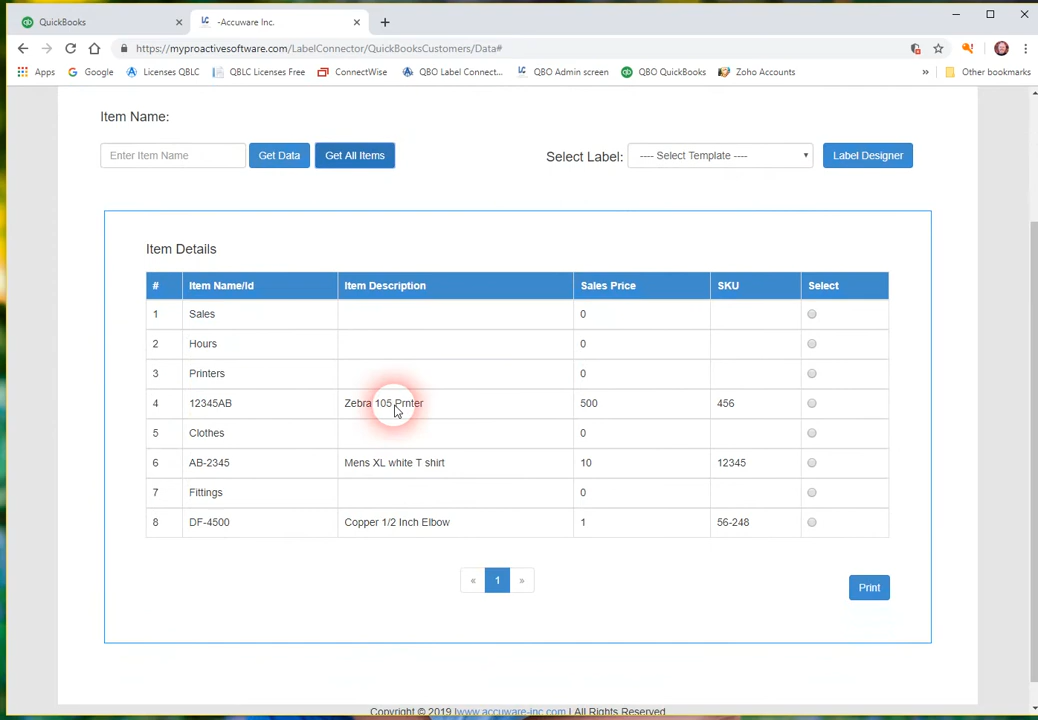 QuickBooks
-Accuware Inc.
https://myproactivesoftware.com/LabelConnector/QuickBooksCustomers/Data#
Apps Google Licenses QBLC QBLC Licenses Free ConnectWise QBO Label Connect... QBO Admin screen QBO QuickBooks Zoho Accounts » Other bookmarks
Item Name:
Enter Item Name Get Data Get All Items Select Label: ---- Select Template ---- Label Designer
Item Details
# Item Name/Id Item Description Sales Price SKU Select
1 Sales 0
2 Hours 0
3 Printers 0
4 12345AB Zebra 105 Prnter 500 456
5 Clothes 0
6 AB-2345 Mens XL white T shirt 10 12345
7 Fittings 0
8 DF-4500 Copper 1/2 Inch Elbow 1 56-248
« 1 »
Print
Copyright © 2019 |www.accuware-inc.com | All Rights Reserved